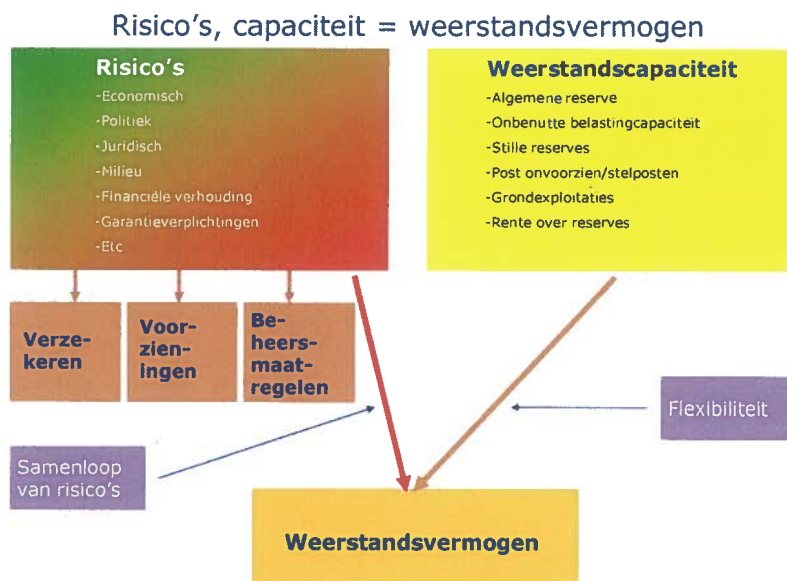 Risico's, capaciteit = weerstandsvermogen
Risico's
-Economisch
-Politiek
-Juridisch
-Milieu
-Financiële verhouding
-Garantieverplichtingen
-Etc
Weerstandscapaciteit
-Algemene reserve
-Onbenutte belastingcapaciteit
-Stille reserves
-Post onvoorzien/stelposten
-Grondexploitaties
-Rente over reserves
Verze-
keren
Voor-
zien-
ingen
Be-
heers-
maat-
regelen
Flexibiliteit
Samenloop
van risico's
Weerstandsvermogen